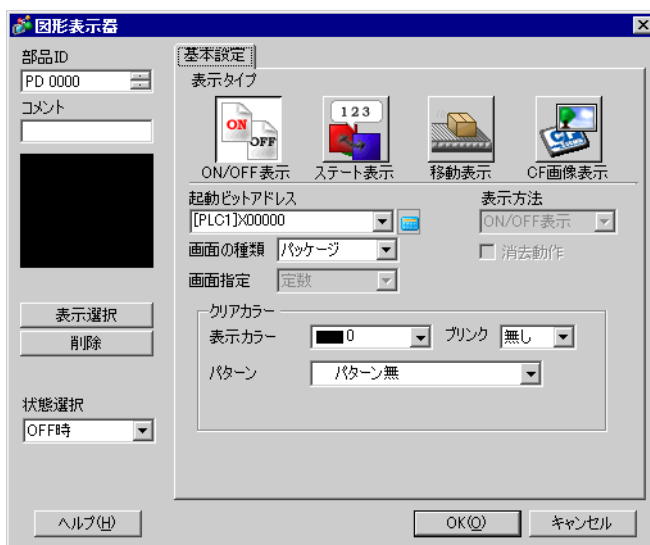 図形表示器
部品ID
PD 0000
コメント
表示選択
削除
状態選択
OFF時
基本設定
表示タイプ
ON OFF
ON/OFF表示
123
ステート表示
移動表示
CF画像表示
起動ビットアドレス
[PLC1]X00000
表示方法
ON/OFF表示
消去動作
画面の種類 パッケージ
画面指定 定数
クリアカラー
表示カラー 0 ブリンク 無し
パターン パターン無
ヘルプ(H)
OK(O)
キャンセル